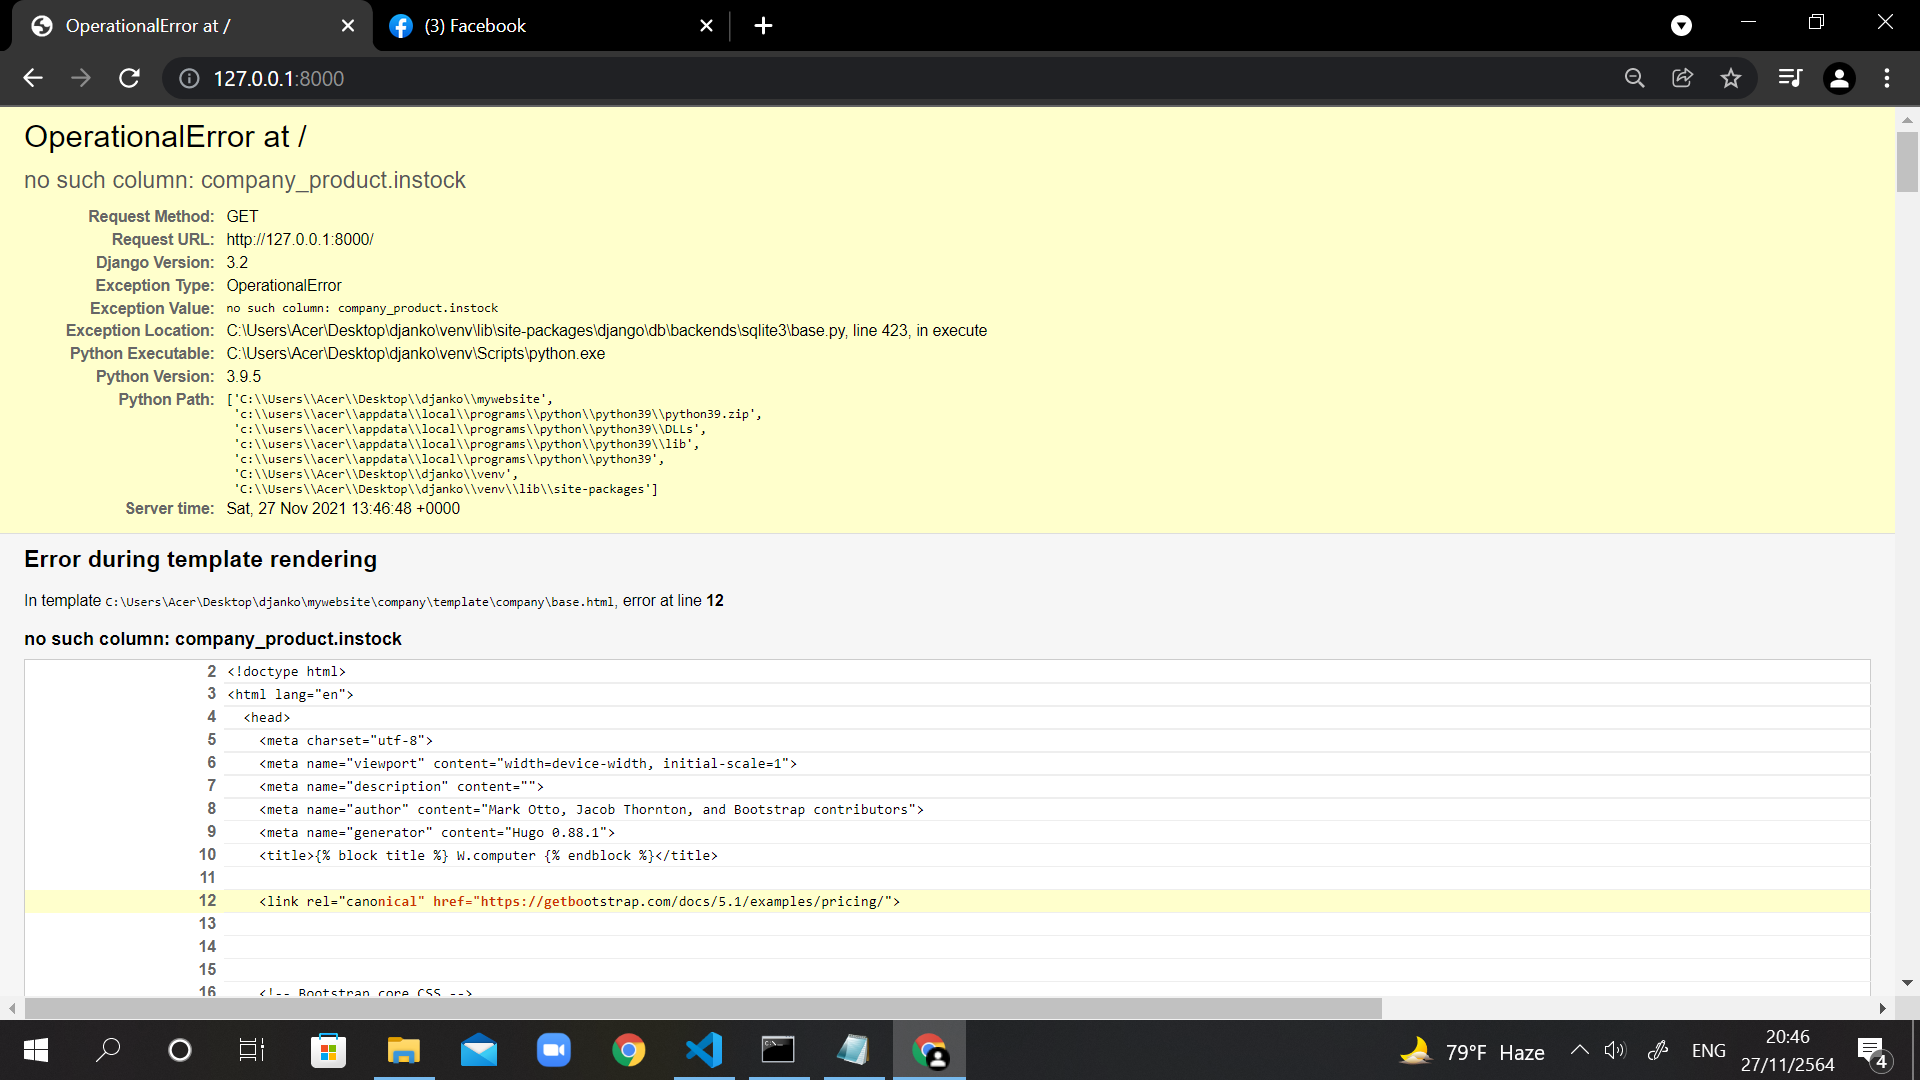 OperationalError at /
(3) Facebook
127.0.0.1:8000
OperationalError at /
no such column: company_product.instock
Request Method: GET
Request URL: http://127.0.0.1:8000/
Django Version: 3.2
Exception Type: OperationalError
Exception Value: no such column: company_product.instock
Exception Location: C:\Users\Acer\Desktop\djanko\venv\lib\site-packages\django\db\backends\sqlite3\base.py, line 423, in execute
Python Executable: C:\Users\Acer\Desktop\djanko\venv\Scripts\python.exe
Python Version: 3.9.5
Python Path: ['C:\\Users\\Acer\\Desktop\\djanko\\mywebsite',
'c:\\users\\acer\\appdata\\local\\programs\\python\\python39\\python39.zip',
'c:\\users\\acer\\appdata\\local\\programs\\python\\python39\\DLLs',
'c:\\users\\acer\\appdata\\local\\programs\\python\\python39\\lib',
'c:\\users\\acer\\appdata\\local\\programs\\python\\python39',
'C:\\Users\\Acer\\Desktop\\djanko\\venv',
'C:\\Users\\Acer\\Desktop\\djanko\\venv\\lib\\site-packages']
Server time: Sat, 27 Nov 2021 13:46:48 +0000
Error during template rendering
In template C:\Users\Acer\Desktop\djanko\mywebsite\company\template\company\base.html, error at line 12
no such column: company_product.instock
2 <!doctype html>
3 <html lang="en">
4 <head>
5 <meta charset="utf-8">
6 <meta name="viewport" content="width=device-width, initial-scale=1">
7 <meta name="description" content="">
8 <meta name="author" content="Mark Otto, Jacob Thornton, and Bootstrap contributors">
9 <meta name="generator" content="Hugo 0.88.1">
10 <title>{% block title %} W.computer {% endblock %}</title>
11
12 <link rel="canonical" href="https://getbootstrap.com/docs/5.1/examples/pricing/">
13
14
15
16 <!-- Bootstrap core CSS -->
79°F Haze
ENG
20:46
27/11/2564
4